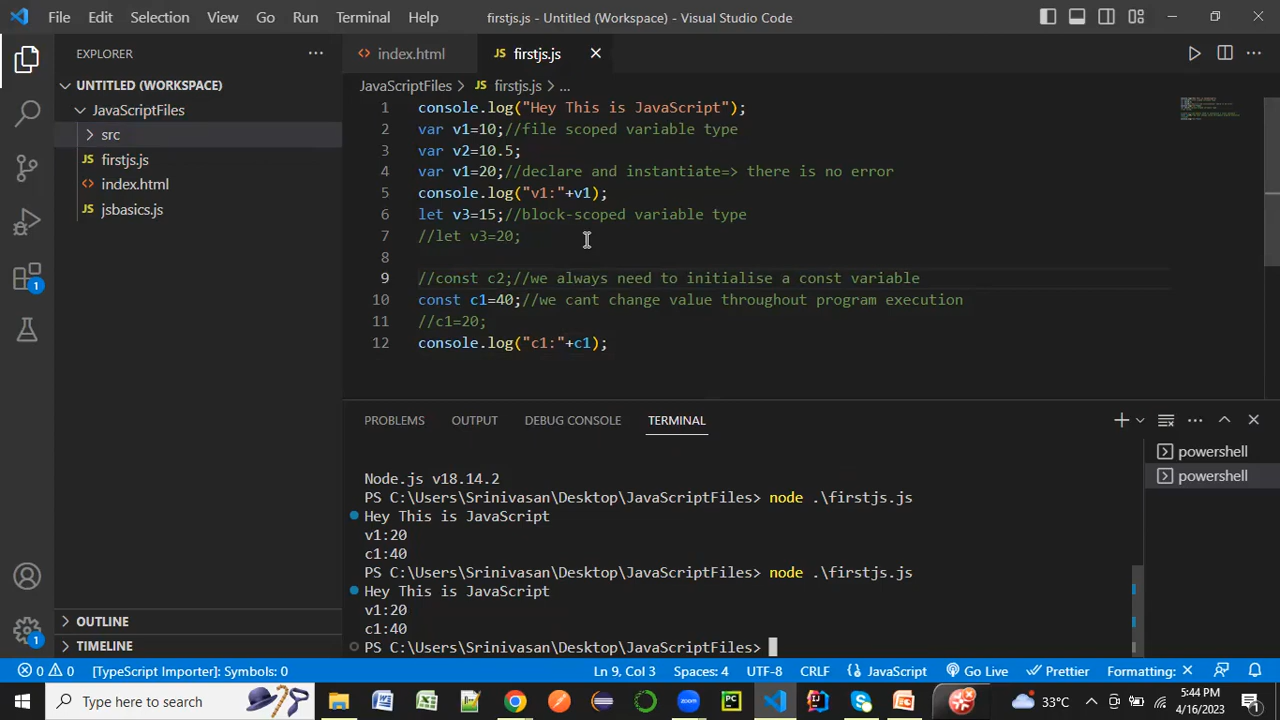 File Edit Selection View Go Run Terminal Help firstjs.js - Untitled (Workspace) - Visual Studio Code
EXPLORER
index.html
firstjs.js
UNTITLED (WORKSPACE)
JavaScriptFiles
src
firstjs.js
index.html
jsbasics.js
OUTLINE
TIMELINE
JavaScriptFiles > firstjs.js > ...
1 console.log("Hey This is JavaScript");
2 var v1=10;//file scoped variable type
3 var v2=10.5;
4 var v1=20;//declare and instantiate=> there is no error
5 console.log("v1:"+v1);
6 let v3=15;//block-scoped variable type
7 //let v3=20;
8
9 //const c2;//we always need to initialise a const variable
10 const c1=40;//we cant change value throughout program execution
11 //c1=20;
12 console.log("c1:"+c1);
PROBLEMS OUTPUT DEBUG CONSOLE TERMINAL
Node.js v18.14.2
PS C:\Users\Srinivasan\Desktop\JavaScriptFiles> node .\firstjs.js
Hey This is JavaScript
v1:20
c1:40
PS C:\Users\Srinivasan\Desktop\JavaScriptFiles> node .\firstjs.js
Hey This is JavaScript
v1:20
c1:40
PS C:\Users\Srinivasan\Desktop\JavaScriptFiles>
powershell
powershell
1
1
0 0 [TypeScript Importer]: Symbols: 0 Ln 9, Col 3 Spaces: 4 UTF-8 CRLF JavaScript Go Live Prettier Formatting: ×
Type here to search
33°C
5:44 PM
4/16/2023